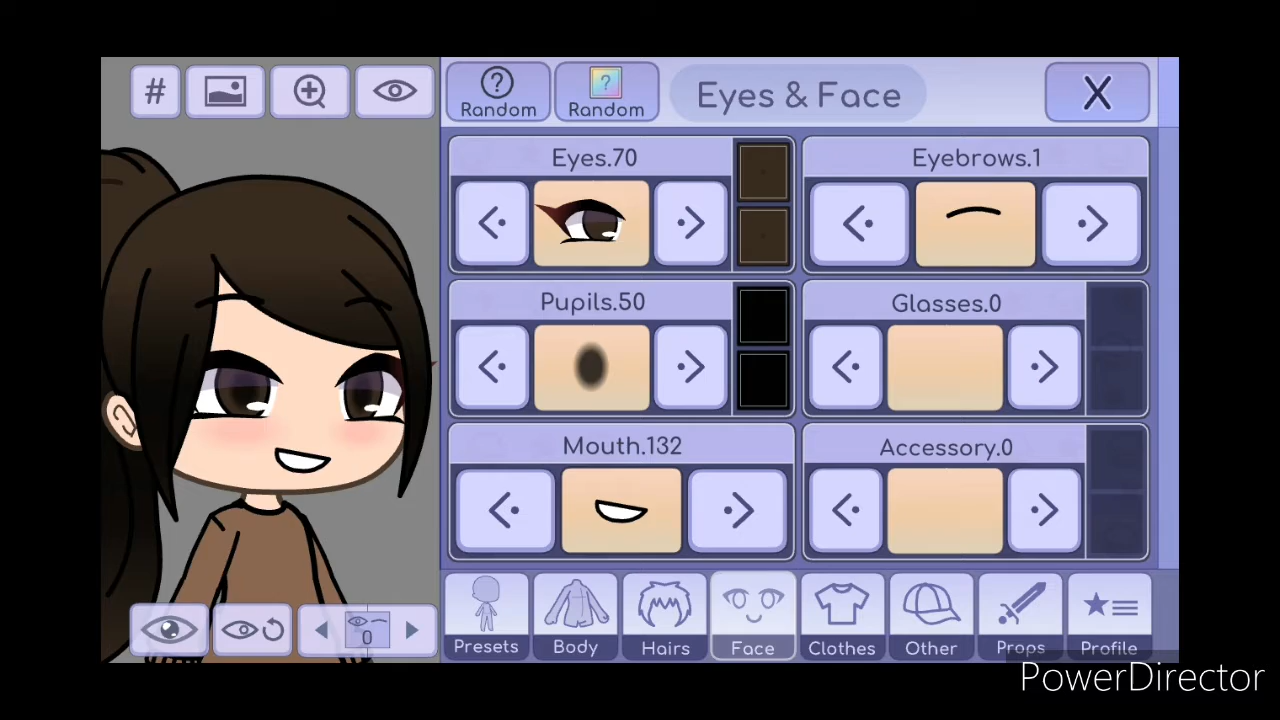 #
? Random
? Random
Eyes & Face
X
Eyes.70
Eyebrows.1
Pupils.50
Glasses.0
Mouth.132
Accessory.0
0
Presets
Body
Hairs
Face
Clothes
Other
Props
Profile
PowerDirector